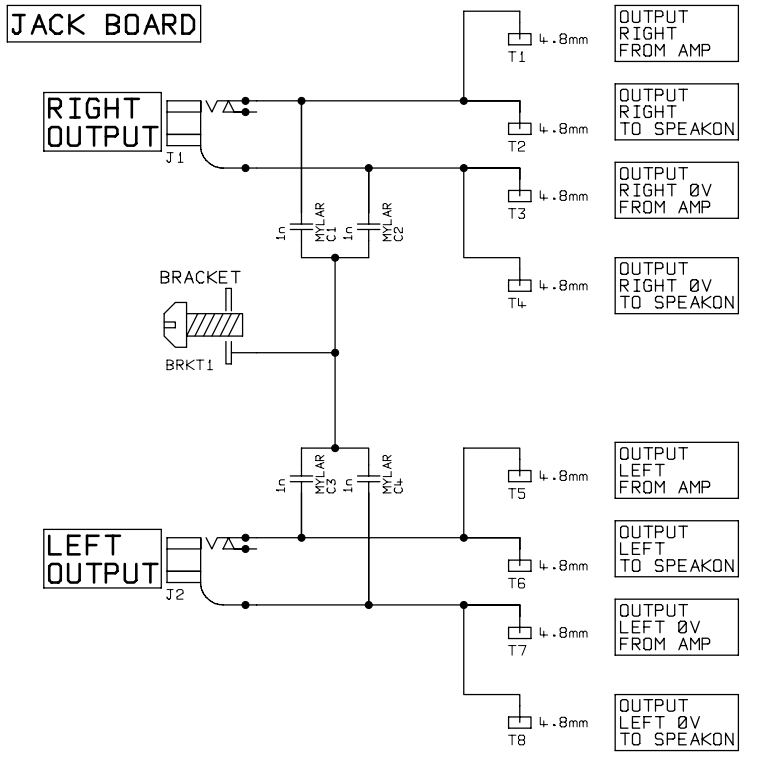 JACK BOARD
OUTPUT
RIGHT
FROM AMP
4.8mm
T1
RIGHT
OUTPUT
J1
OUTPUT
RIGHT
TO SPEAKON
4.8mm
T2
OUTPUT
RIGHT 0V
FROM AMP
4.8mm
T3
1n
MYLAR
C1
1n
MYLAR
C2
OUTPUT
RIGHT 0V
TO SPEAKON
4.8mm
T4
BRACKET
BRKT1
1n
MYLAR
C3
1n
MYLAR
C4
OUTPUT
LEFT
FROM AMP
4.8mm
T5
LEFT
OUTPUT
J2
OUTPUT
LEFT
TO SPEAKON
4.8mm
T6
OUTPUT
LEFT 0V
FROM AMP
4.8mm
T7
OUTPUT
LEFT 0V
TO SPEAKON
4.8mm
T8